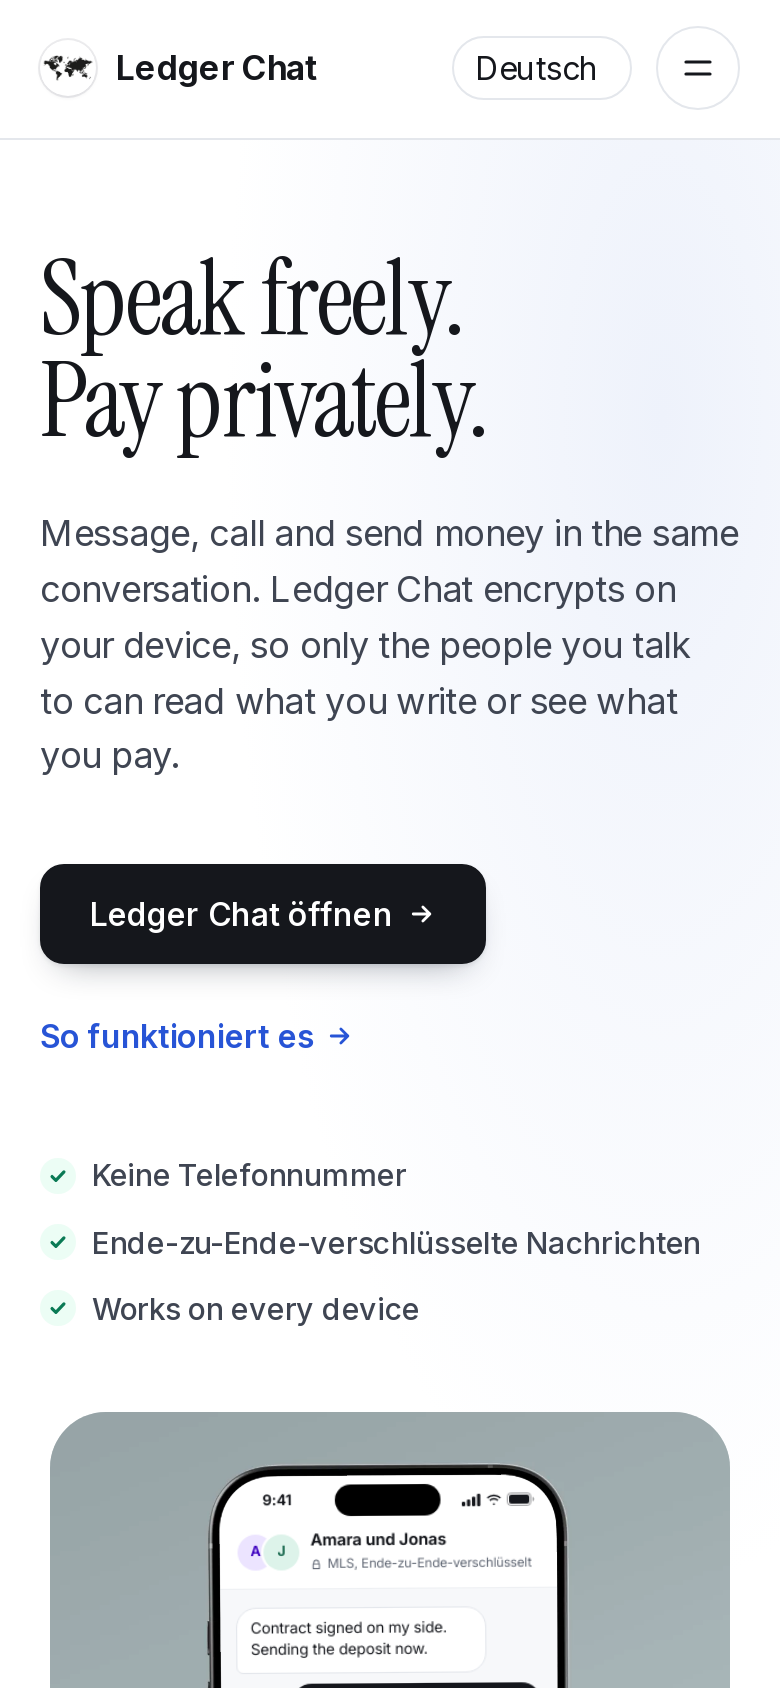 Ledger Chat
Deutsch
Speak freely.
Pay privately.
Message, call and send money in the same
conversation. Ledger Chat encrypts on
your device, so only the people you talk
to can read what you write or see what
you pay.
Ledger Chat öffnen →
So funktioniert es →
Keine Telefonnummer
Ende-zu-Ende-verschlüsselte Nachrichten
Works on every device
9:41
A J
Amara und Jonas
MLS, Ende-zu-Ende-verschlüsselt
Contract signed on my side.
Sending the deposit now.